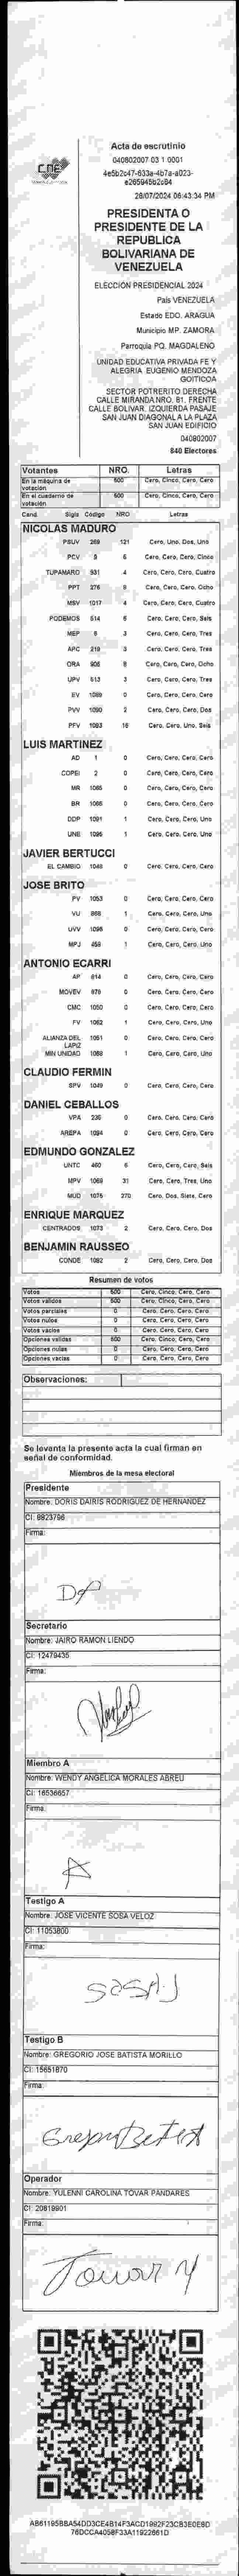 CNE
Acta de escrutinio
040802007 03 1 0001
4e5b2c47-633a-4b7a-a023-
e265945b2c64
28/07/2024 06:43:34 PM
PRESIDENTA O
PRESIDENTE DE LA
REPUBLICA
BOLIVARIANA DE
VENEZUELA
ELECCIÓN PRESIDENCIAL 2024
País VENEZUELA
Estado EDO. ARAGUA
Municipio MP. ZAMORA
Parroquia PQ. MAGDALENO
UNIDAD EDUCATIVA PRIVADA FE Y
ALEGRIA EUGENIO MENDOZA
GOITICOA
SECTOR POTRERITO DERECHA
CALLE MIRANDA NRO. 81. FRENTE
CALLE BOLIVAR. IZQUIERDA PASAJE
SAN JUAN DIAGONAL A LA PLAZA
SAN JUAN EDIFICIO
040802007
840 Electores
Votantes NRO. Letras
En la máquina de votación 500 Cero, Cinco, Cero, Cero
En el cuaderno de votación 500 Cero, Cinco, Cero, Cero
Cand. Sigla Código NRO Letras
NICOLAS MADURO
PSUV 269 121 Cero, Uno, Dos, Uno
PCV 9 5 Cero, Cero, Cero, Cinco
TUPAMARO 931 4 Cero, Cero, Cero, Cuatro
PPT 276 8 Cero, Cero, Cero, Ocho
MSV 1017 4 Cero, Cero, Cero, Cuatro
PODEMOS 514 6 Cero, Cero, Cero, Seis
MEP 6 3 Cero, Cero, Cero, Tres
APC 219 3 Cero, Cero, Cero, Tres
ORA 906 8 Cero, Cero, Cero, Ocho
UPV 613 3 Cero, Cero, Cero, Tres
EV 1089 0 Cero, Cero, Cero, Cero
PVV 1090 2 Cero, Cero, Cero, Dos
PFV 1093 16 Cero, Cero, Uno, Seis
LUIS MARTINEZ
AD 1 0 Cero, Cero, Cero, Cero
COPEI 2 0 Cero, Cero, Cero, Cero
MR 1065 0 Cero, Cero, Cero, Cero
BR 1066 0 Cero, Cero, Cero, Cero
DDP 1091 1 Cero, Cero, Cero, Uno
UNE 1095 1 Cero, Cero, Cero, Uno
JAVIER BERTUCCI
EL CAMBIO 1048 0 Cero, Cero, Cero, Cero
JOSE BRITO
PV 1053 0 Cero, Cero, Cero, Cero
VU 868 1 Cero, Cero, Cero, Uno
UVV 1096 0 Cero, Cero, Cero, Cero
MPJ 459 1 Cero, Cero, Cero, Uno
ANTONIO ECARRI
AP 614 0 Cero, Cero, Cero, Cero
MOVEV 979 0 Cero, Cero, Cero, Cero
CMC 1050 0 Cero, Cero, Cero, Cero
FV 1052 1 Cero, Cero, Cero, Uno
ALIANZA DEL LAPIZ 1051 0 Cero, Cero, Cero, Cero
MIN UNIDAD 1068 1 Cero, Cero, Cero, Uno
CLAUDIO FERMIN
SPV 1049 0 Cero, Cero, Cero, Cero
DANIEL CEBALLOS
VPA 236 0 Cero, Cero, Cero, Cero
AREPA 1094 0 Cero, Cero, Cero, Cero
EDMUNDO GONZALEZ
UNTC 460 6 Cero, Cero, Cero, Seis
MPV 1069 31 Cero, Cero, Tres, Uno
MUD 1075 270 Cero, Dos, Siete, Cero
ENRIQUE MARQUEZ
CENTRADOS 1073 2 Cero, Cero, Cero, Dos
BENJAMIN RAUSSEO
CONDE 1092 2 Cero, Cero, Cero, Dos
Resumen de votos
Votos 500 Cero, Cinco, Cero, Cero
Votos válidos 500 Cero, Cinco, Cero, Cero
Votos parciales 0 Cero, Cero, Cero, Cero
Votos nulos 0 Cero, Cero, Cero, Cero
Votos vacíos 0 Cero, Cero, Cero, Cero
Opciones válidas 500 Cero, Cinco, Cero, Cero
Opciones nulas 0 Cero, Cero, Cero, Cero
Opciones vacías 0 Cero, Cero, Cero, Cero
Observaciones:
Se levanta la presente acta la cual firman en
señal de conformidad.
Miembros de la mesa electoral
Presidente
Nombre: DORIS DAIRIS RODRIGUEZ DE HERNANDEZ
CI: 8823796
Firma:
Secretario
Nombre: JAIRO RAMON LIENDO
CI: 12479435
Firma:
Miembro A
Nombre: WENDY ANGELICA MORALES ABREU
CI: 16536657
Firma:
Testigo A
Nombre: JOSE VICENTE SOSA VELOZ
CI: 11053800
Firma:
Testigo B
Nombre: GREGORIO JOSE BATISTA MORILLO
CI: 15651870
Firma:
Operador
Nombre: YULENNI CAROLINA TOVAR PANDARES
CI: 20819901
Firma:
Tovar Y